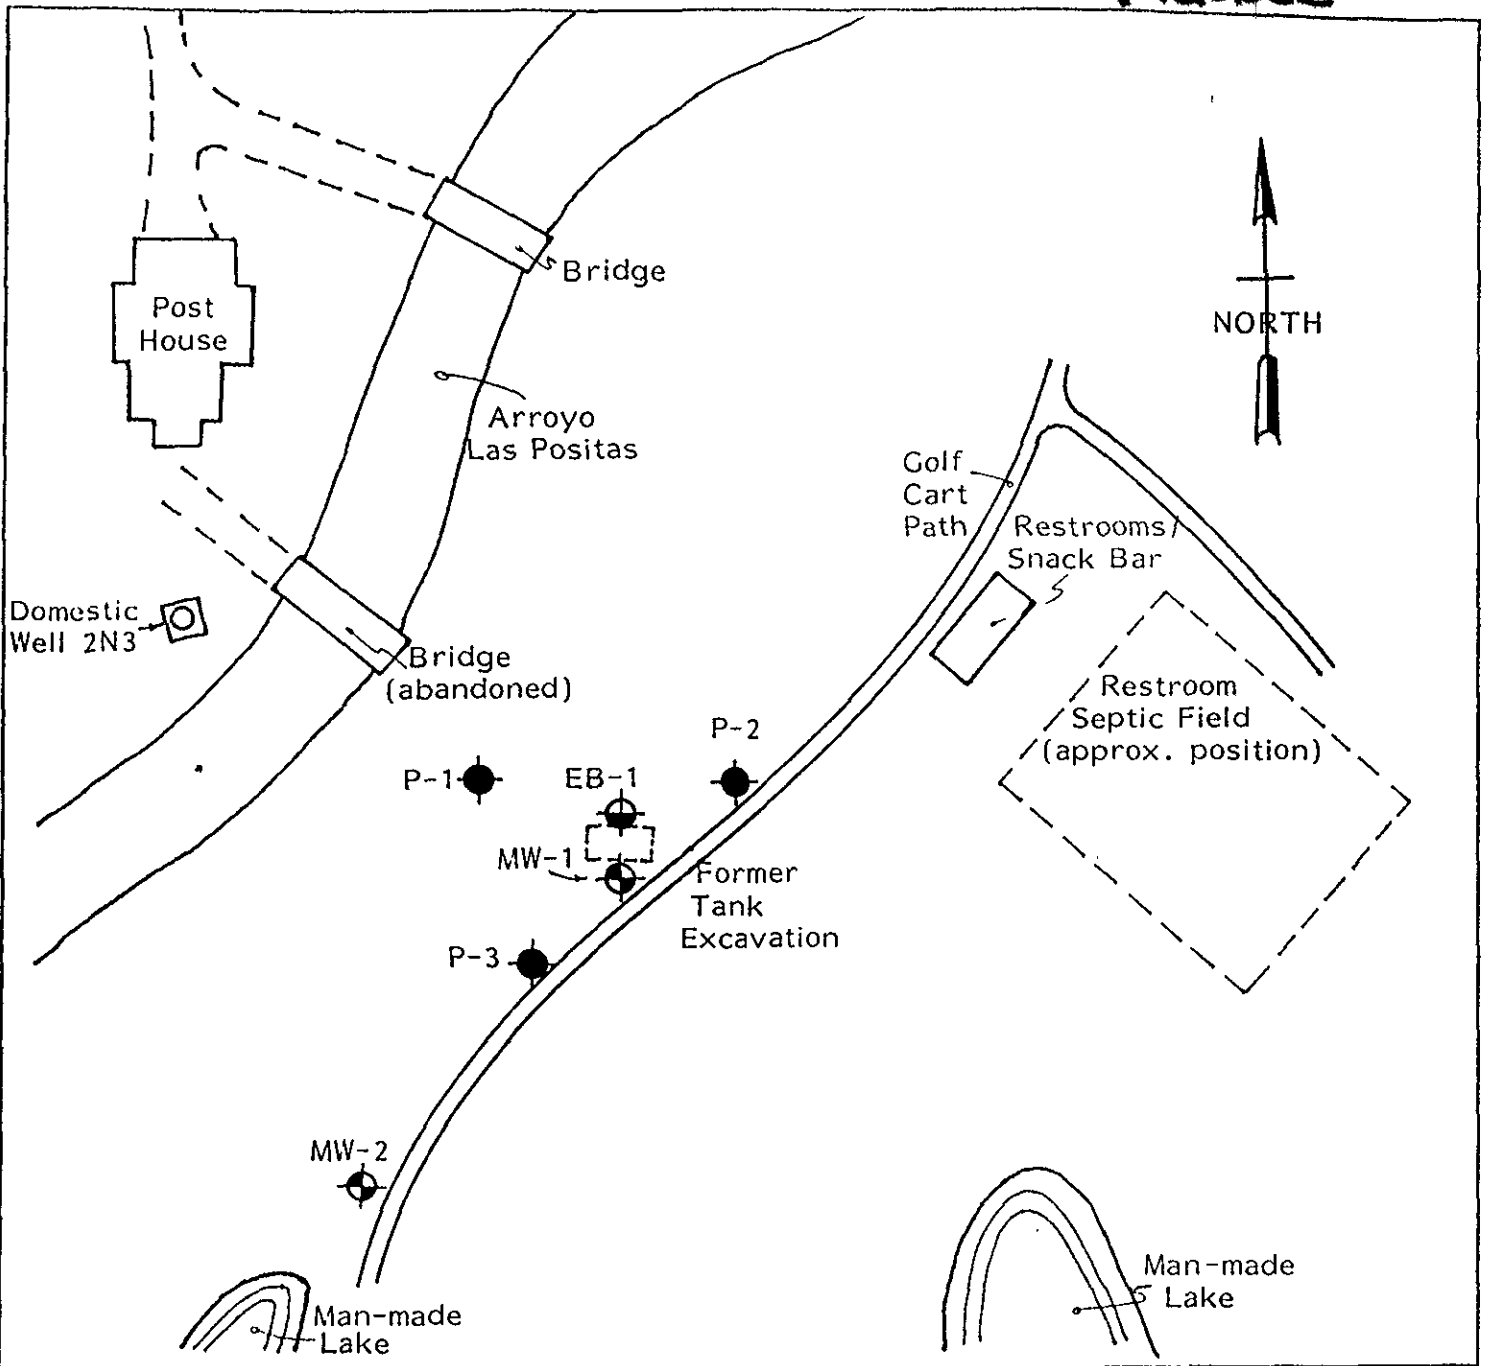 Bridge
Post
House
NORTH
Arroyo
Las Positas
Golf
Cart
Path
Restrooms/
Snack Bar
Domestic
Well 2N3
Bridge
(abandoned)
Restroom
Septic Field
(approx. position)
P-2
P-1
EB-1
MW-1
Former
Tank
Excavation
P-3
MW-2
Man-made
Lake
Man-made
Lake